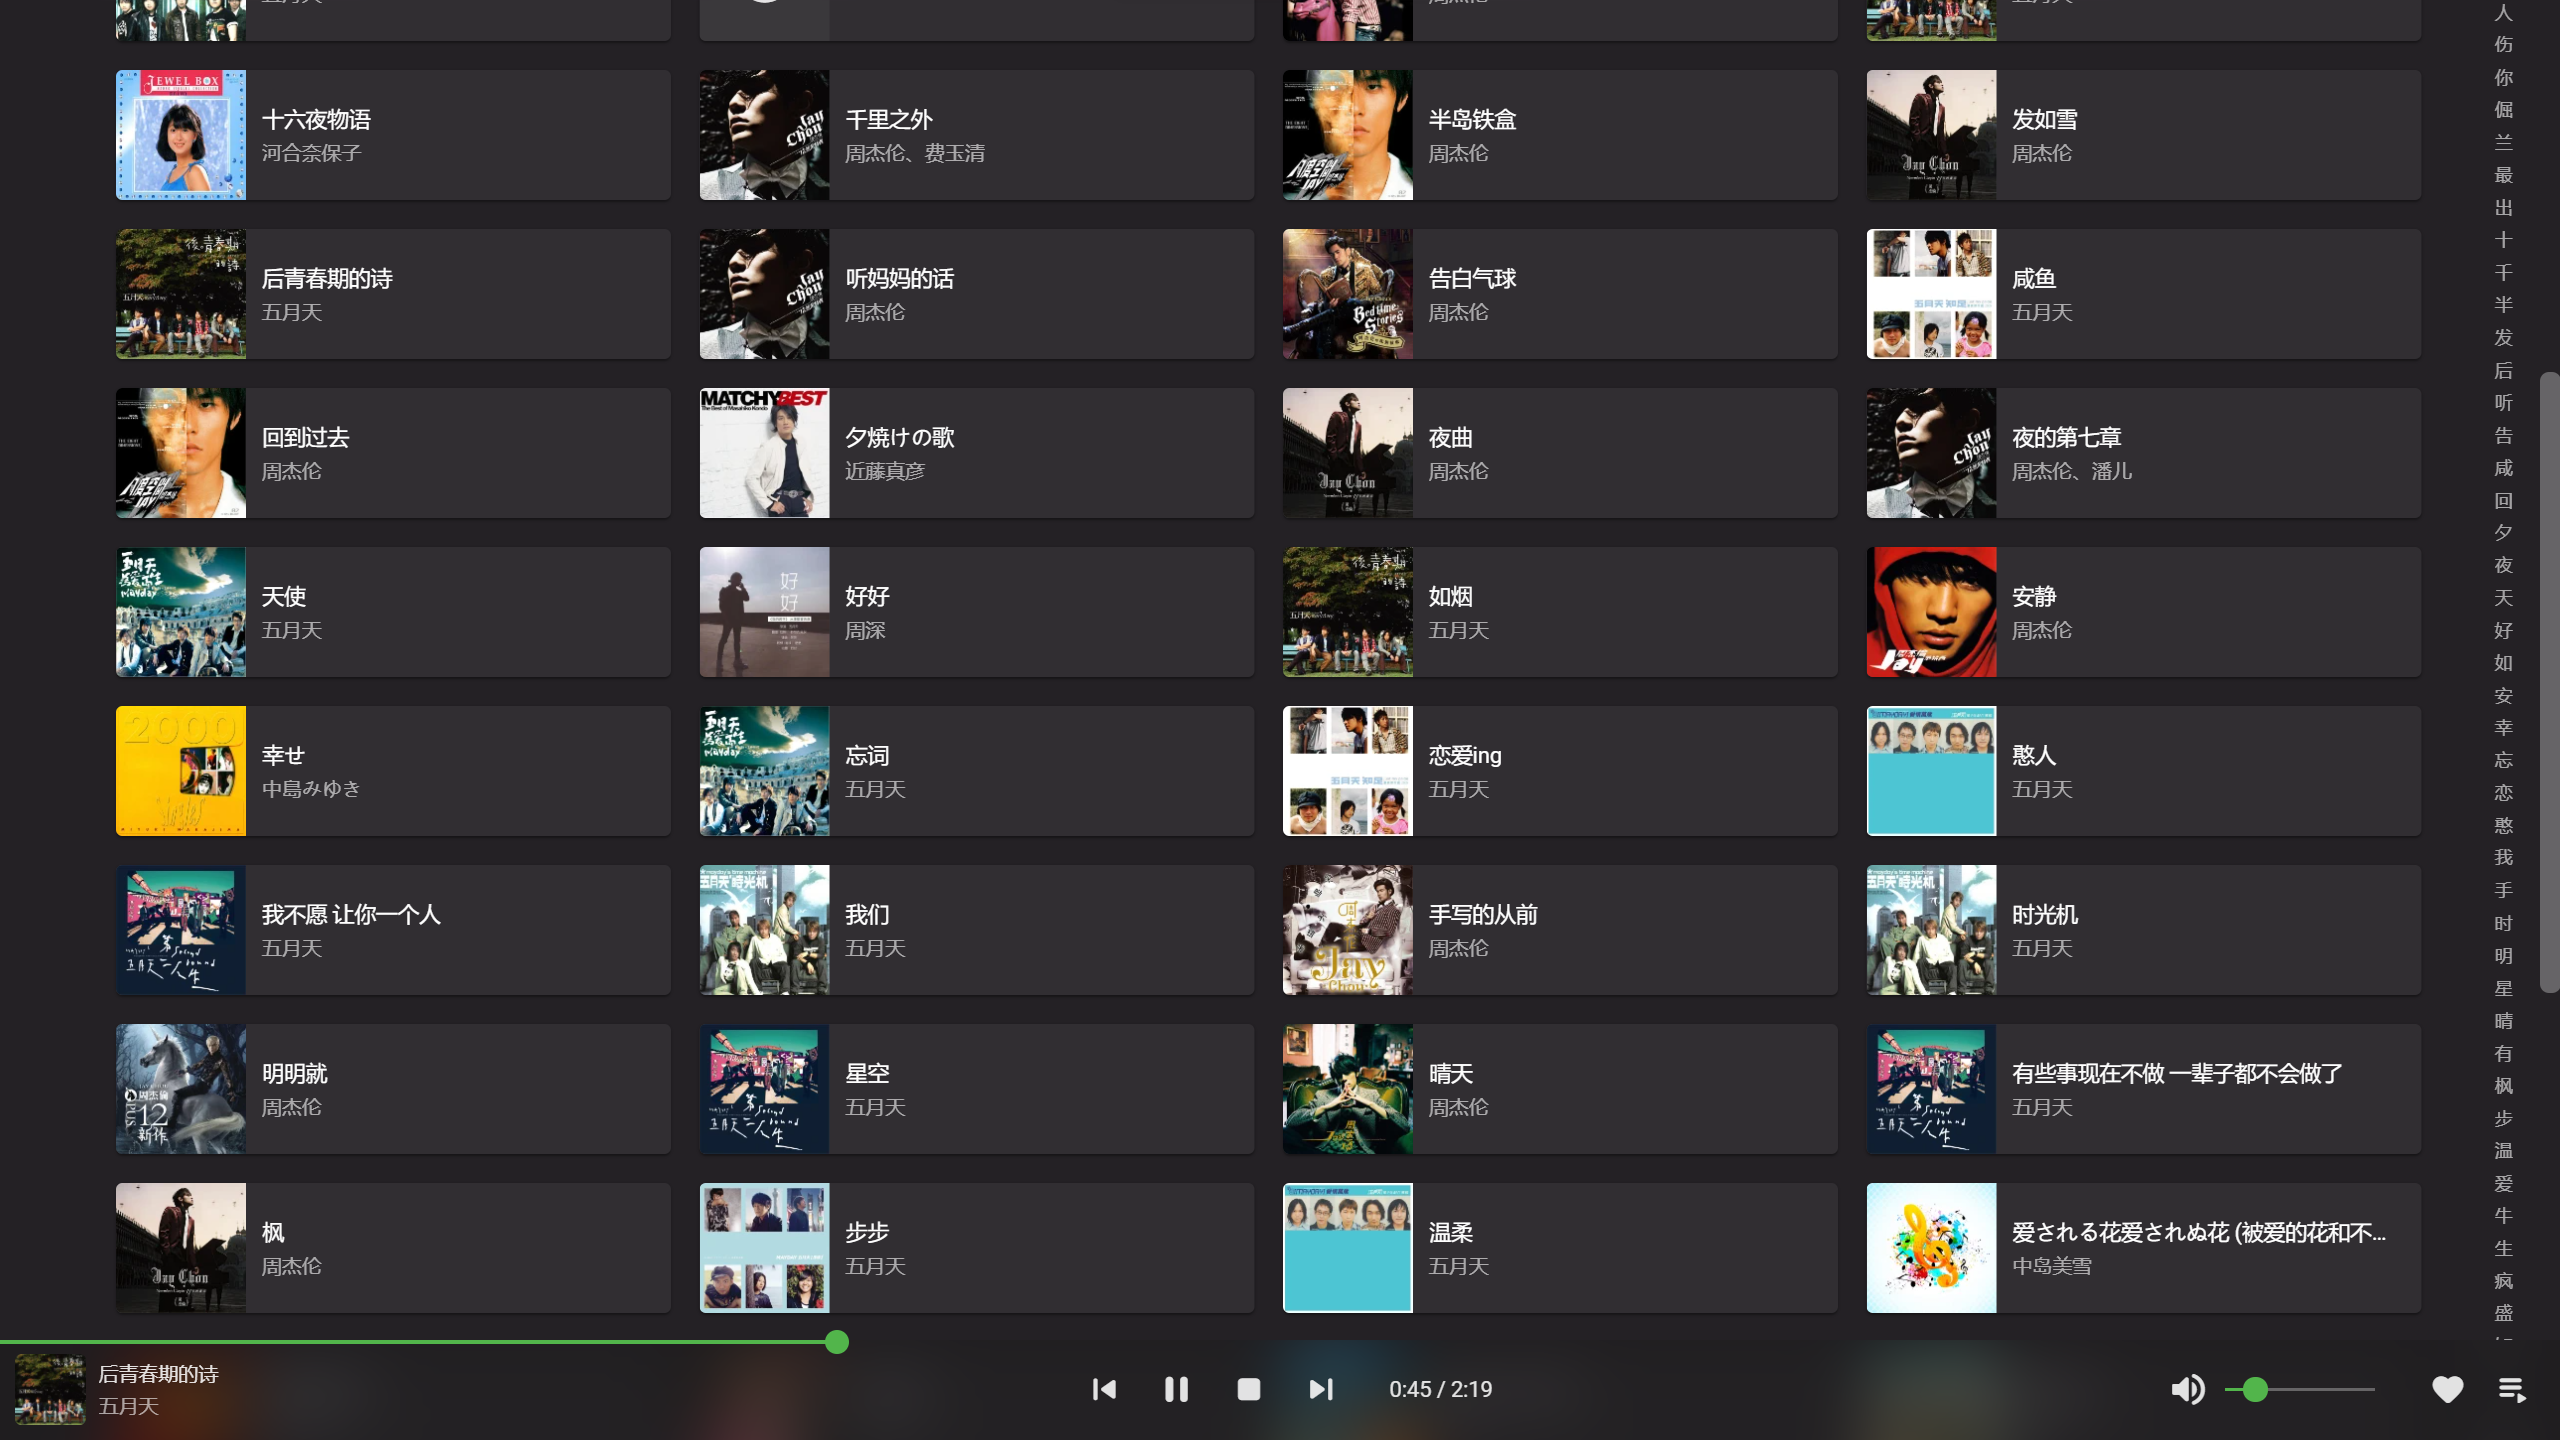 十六夜物语
河合奈保子
千里之外
周杰伦、费玉清
半岛铁盒
周杰伦
发如雪
周杰伦
后青春期的诗
五月天
听妈妈的话
周杰伦
告白气球
周杰伦
咸鱼
五月天
回到过去
周杰伦
夕焼けの歌
近藤真彦
夜曲
周杰伦
夜的第七章
周杰伦、潘儿
天使
五月天
好好
周深
如烟
五月天
安静
周杰伦
幸せ
中島みゆき
忘词
五月天
恋爱ing
五月天
憨人
五月天
我不愿 让你一个人
五月天
我们
五月天
手写的从前
周杰伦
时光机
五月天
明明就
周杰伦
星空
五月天
晴天
周杰伦
有些事现在不做 一辈子都不会做了
五月天
枫
周杰伦
步步
五月天
温柔
五月天
爱される花爱されぬ花 (被爱的花和不...
中岛美雪
人
伤
你
倔
兰
最
出
十
千
半
发
后
听
告
咸
回
夕
夜
天
好
如
安
幸
忘
恋
憨
我
手
时
明
星
晴
有
枫
步
温
爱
牛
生
疯
盛
后青春期的诗
五月天
0:45 / 2:19